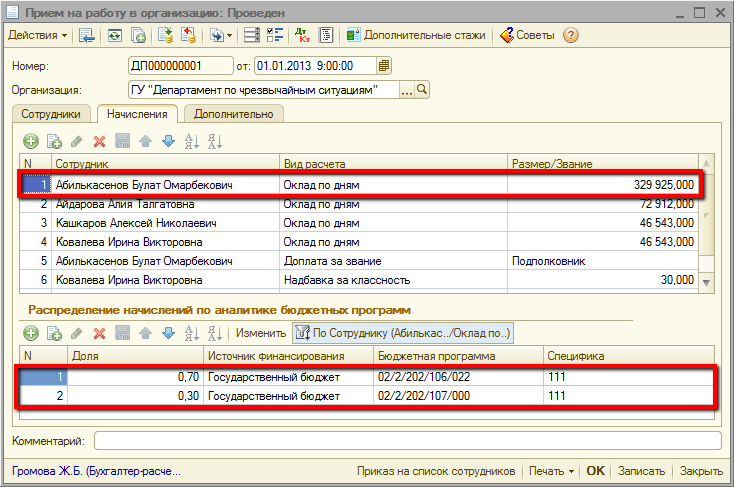 Прием на работу в организацию: Проведен
Действия Дт Кт Дополнительные стажи Советы ?
Номер: ДП000000001 от: 01.01.2013 9:00:00
Организация: ГУ "Департамент по чрезвычайным ситуациям" ...
Сотрудники Начисления Дополнительно
N Сотрудник Вид расчета Размер/Звание
1 Абилькасенов Булат Омарбекович Оклад по дням 329 925,000
2 Айдарова Алия Талгатовна Оклад по дням 72 912,000
3 Кашкаров Алексей Николаевич Оклад по дням 46 543,000
4 Ковалева Ирина Викторовна Оклад по дням 46 543,000
5 Абилькасенов Булат Омарбекович Доплата за звание Подполковник
6 Ковалева Ирина Викторовна Надбавка за классность 30,000
Распределение начислений по аналитике бюджетных программ
Изменить По Сотруднику (Абилькас../Оклад по..)
N Доля Источник финансирования Бюджетная программа Специфика
1 0,70 Государственный бюджет 02/2/202/106/022 111
2 0,30 Государственный бюджет 02/2/202/107/000 111
Комментарий:
Громова Ж.Б. (Бухгалтер-расче... Приказ на список сотрудников Печать OK Записать Закрыть